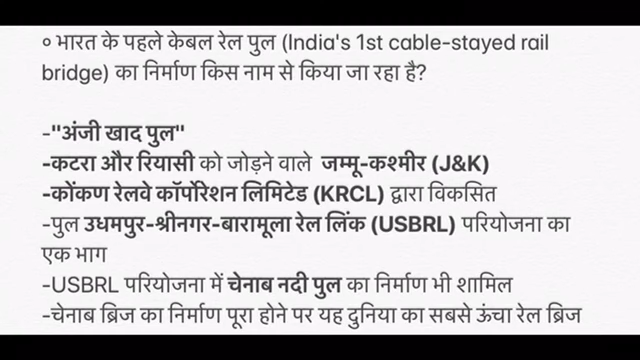 ० भारत के पहले केबल रेल पुल (India's 1st cable-stayed rail
bridge) का निर्माण किस नाम से किया जा रहा है?
-"अंजी खाद पुल"
-कटरा और रियासी को जोड़ने वाले जम्मू-कश्मीर (J&K)
-कोंकण रेलवे कॉर्पोरेशन लिमिटेड (KRCL) द्वारा विकसित
-पुल उधमपुर-श्रीनगर-बारामूला रेल लिंक (USBRL) परियोजना का
एक भाग
-USBRL परियोजना में चेनाब नदी पुल का निर्माण भी शामिल
-चेनाब ब्रिज का निर्माण पूरा होने पर यह दुनिया का सबसे ऊंचा रेल ब्रिज